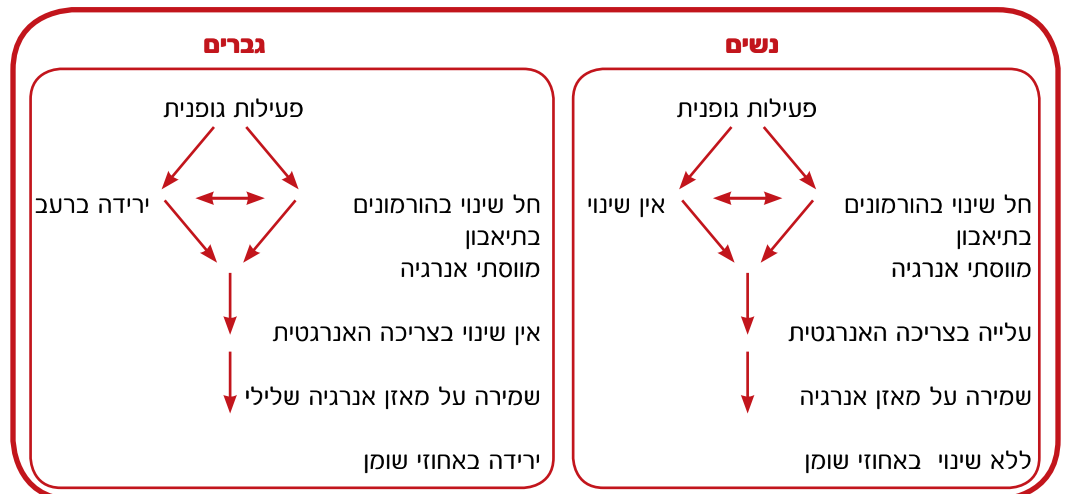 נשים
פעילות גופנית
חל שינוי בהורמונים אין שינוי
בתיאבון
מווסתי אנרגיה
עלייה בצריכה האנרגטית
שמירה על מאזן אנרגיה
ללא שינוי באחוזי שומן
גברים
פעילות גופנית
חל שינוי בהורמונים ירידה ברעב
בתיאבון
מווסתי אנרגיה
אין שינוי בצריכה האנרגטית
שמירה על מאזן אנרגיה שלילי
ירידה באחוזי שומן